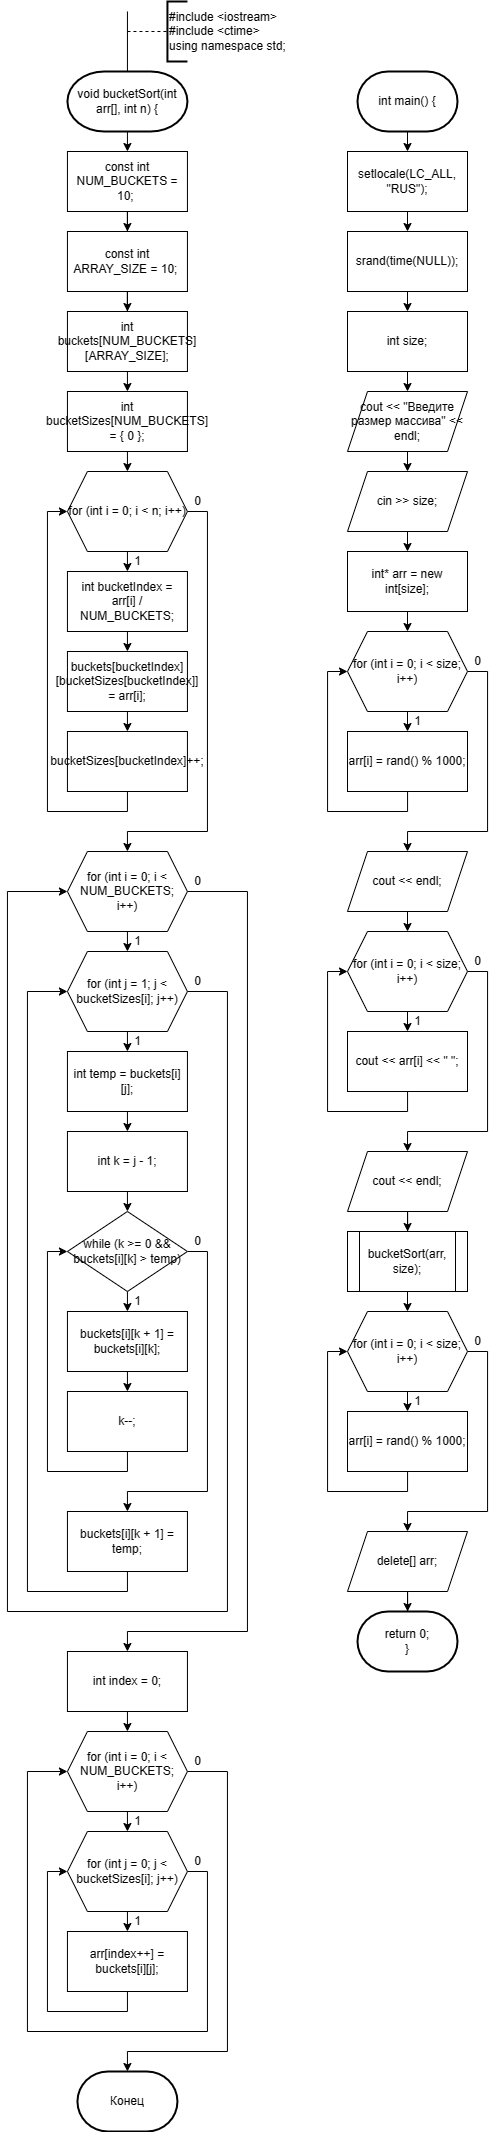 #include <iostream>
#include <ctime>
using namespace std;
void bucketSort(int
arr[], int n) {
const int
NUM_BUCKETS =
10;
const int
ARRAY_SIZE = 10;
int
buckets[NUM_BUCKETS]
[ARRAY_SIZE];
int
bucketSizes[NUM_BUCKETS]
= { 0 };
for (int i = 0; i < n; i++)
0
1
int bucketIndex =
arr[i] /
NUM_BUCKETS;
buckets[bucketIndex]
[bucketSizes[bucketIndex]]
= arr[i];
bucketSizes[bucketIndex]++;
for (int i = 0; i <
NUM_BUCKETS;
i++)
0
1
for (int j = 1; j <
bucketSizes[i]; j++)
0
1
int temp = buckets[i]
[j];
int k = j - 1;
while (k >= 0 &&
buckets[i][k] > temp)
0
1
buckets[i][k + 1] =
buckets[i][k];
k--;
buckets[i][k + 1] =
temp;
int index = 0;
for (int i = 0; i <
NUM_BUCKETS;
i++)
0
1
for (int j = 0; j <
bucketSizes[i]; j++)
0
1
arr[index++] =
buckets[i][j];
Конец
int main() {
setlocale(LC_ALL,
"RUS");
srand(time(NULL));
int size;
cout << "Введите
размер массива" <<
endl;
cin >> size;
int* arr = new
int[size];
for (int i = 0; i < size;
i++)
0
1
arr[i] = rand() % 1000;
cout << endl;
for (int i = 0; i < size;
i++)
0
1
cout << arr[i] << " ";
cout << endl;
bucketSort(arr,
size);
for (int i = 0; i < size;
i++)
0
1
arr[i] = rand() % 1000;
delete[] arr;
return 0;
}